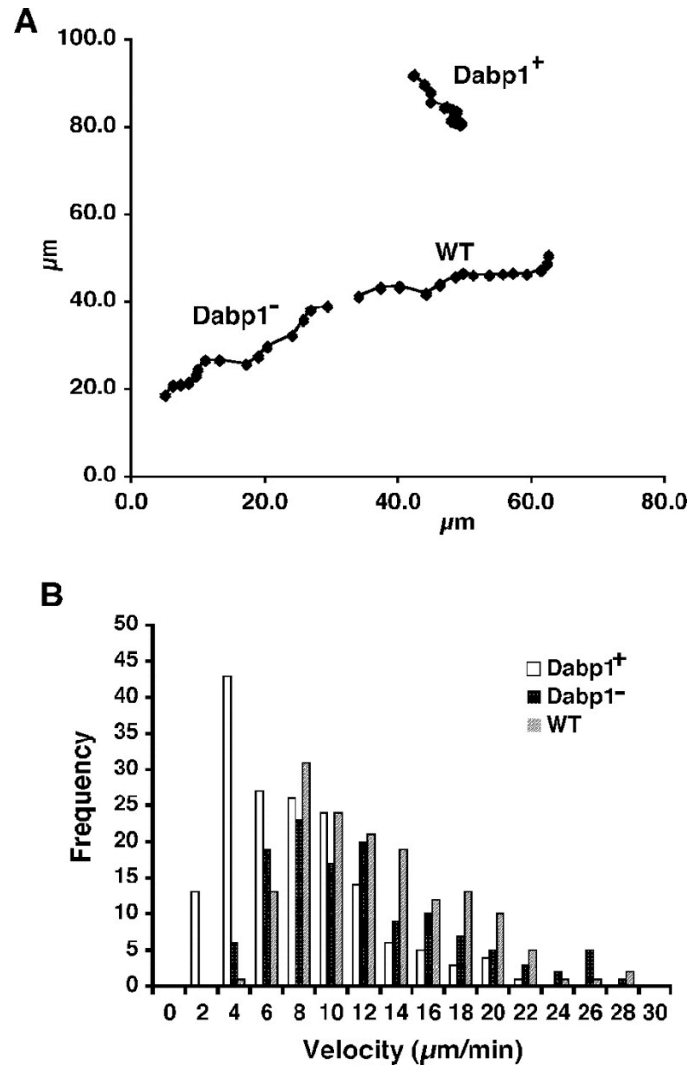 A
100.0
80.0
60.0
40.0
20.0
0.0
µm
Dabp1+
WT
Dabp1-
0.0 20.0 40.0 60.0 80.0
µm
B
50
45
40
35
30
25
20
15
10
5
0
Frequency
Dabp1+
Dabp1-
WT
0 2 4 6 8 10 12 14 16 18 20 22 24 26 28 30
Velocity (µm/min)